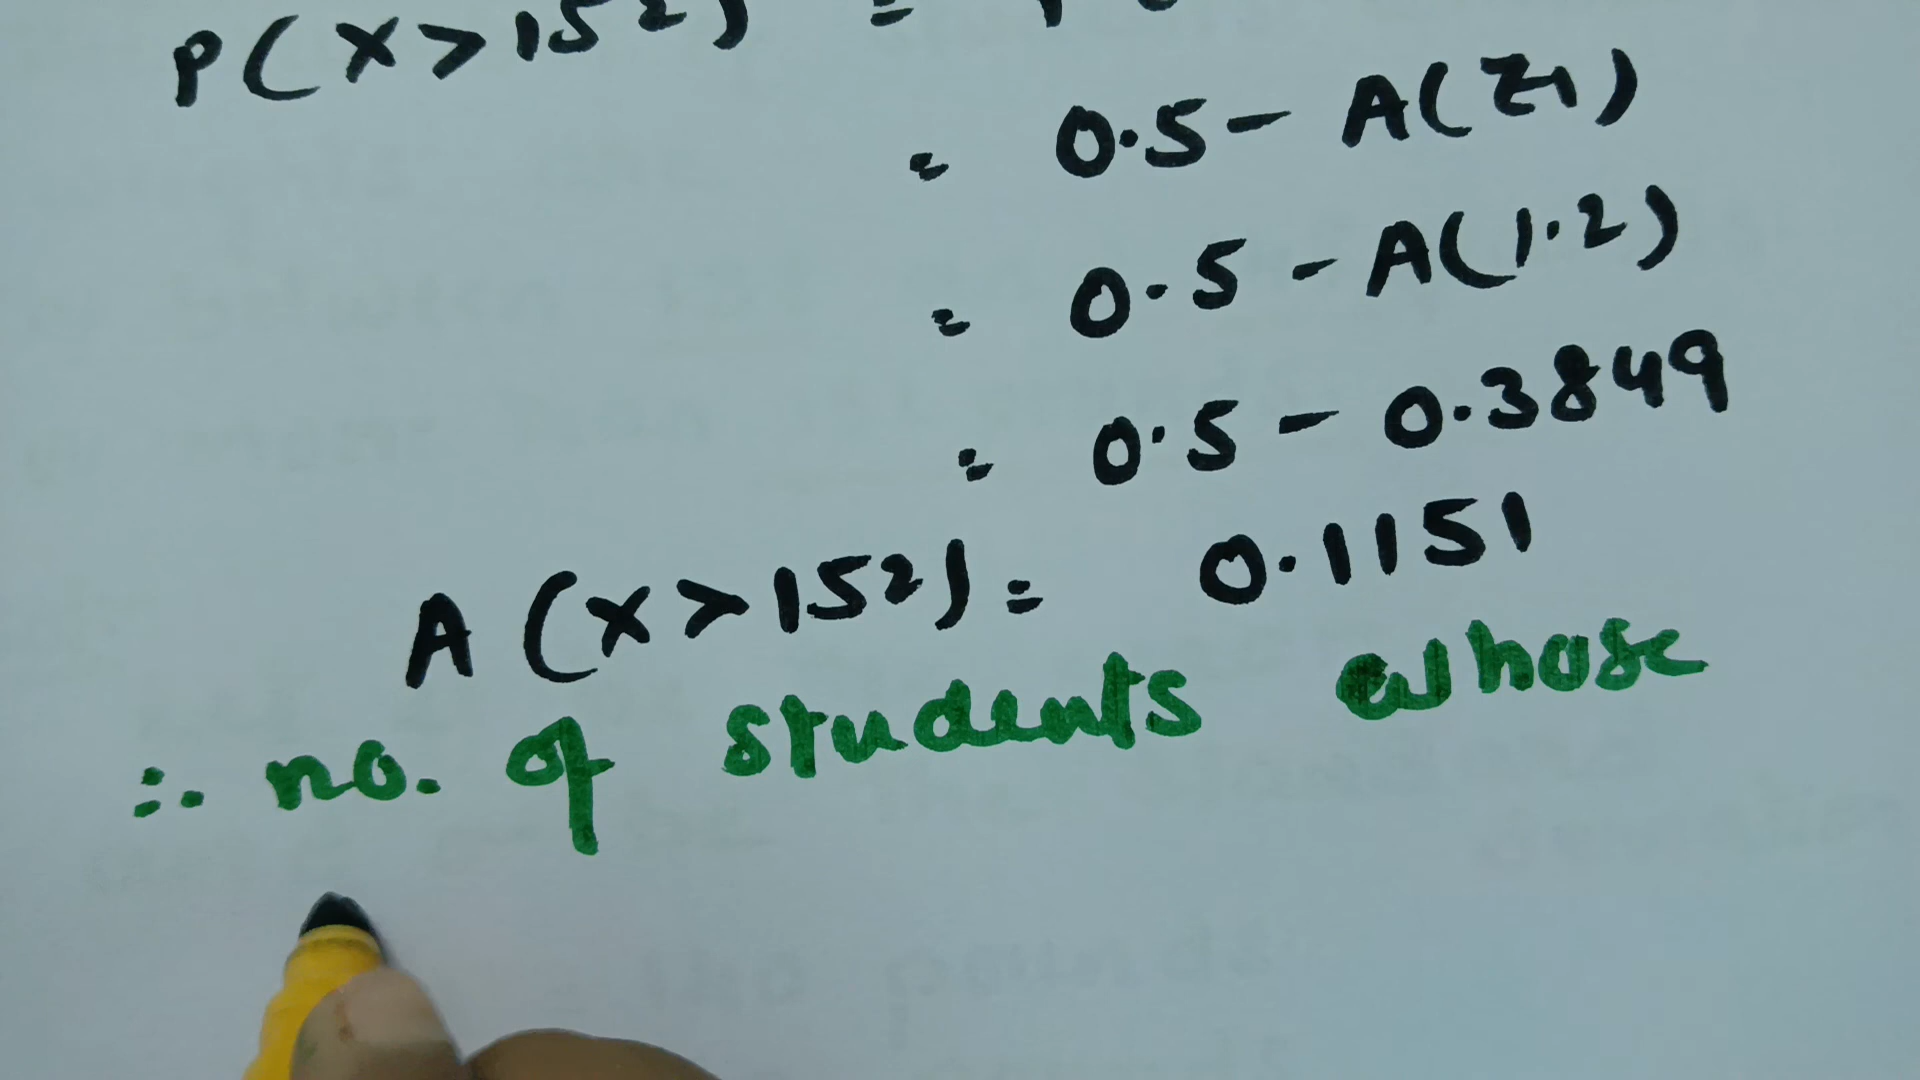 P(X>152) =
= 0.5 - A(Z1)
= 0.5 - A(1.2)
= 0.5 - 0.3849
A (X>152) = 0.1151
∴ no. of students whose